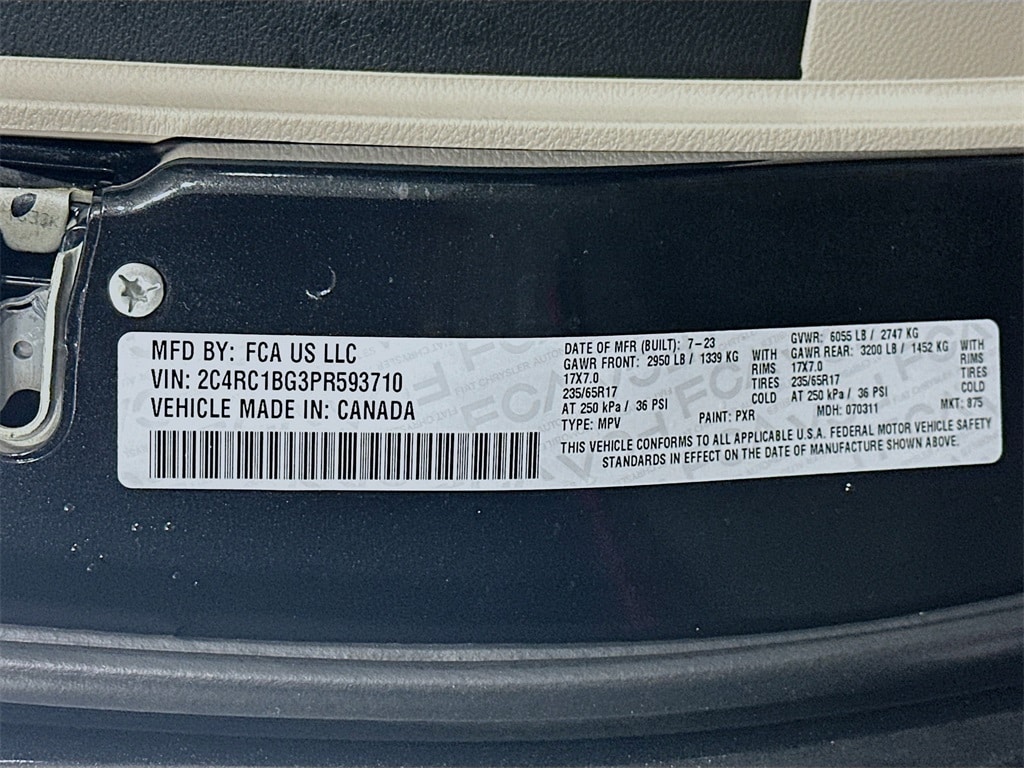 MFD BY: FCA US LLC
VIN: 2C4RC1BG3PR593710
VEHICLE MADE IN: CANADA
DATE OF MFR (BUILT): 7-23
GAWR FRONT: 2950 LB / 1339 KG WITH
17X7.0 RIMS
235/65R17 TIRES
AT 250 kPa / 36 PSI COLD
TYPE: MPV
PAINT: PXR
GVWR: 6055 LB / 2747 KG
GAWR REAR: 3200 LB / 1452 KG WITH
17X7.0 RIMS
235/65R17 TIRES
AT 250 kPa / 36 PSI COLD
MDH: 070311
MKT: 875
THIS VEHICLE CONFORMS TO ALL APPLICABLE U.S.A. FEDERAL MOTOR VEHICLE SAFETY
STANDARDS IN EFFECT ON THE DATE OF MANUFACTURE SHOWN ABOVE.